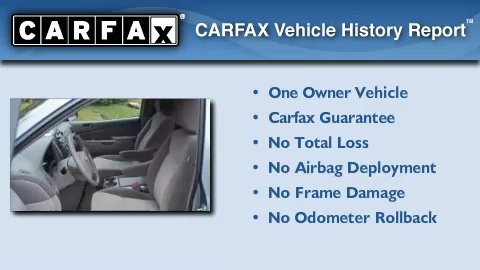 CARFAX® CARFAX Vehicle History Report™
• One Owner Vehicle
• Carfax Guarantee
• No Total Loss
• No Airbag Deployment
• No Frame Damage
• No Odometer Rollback